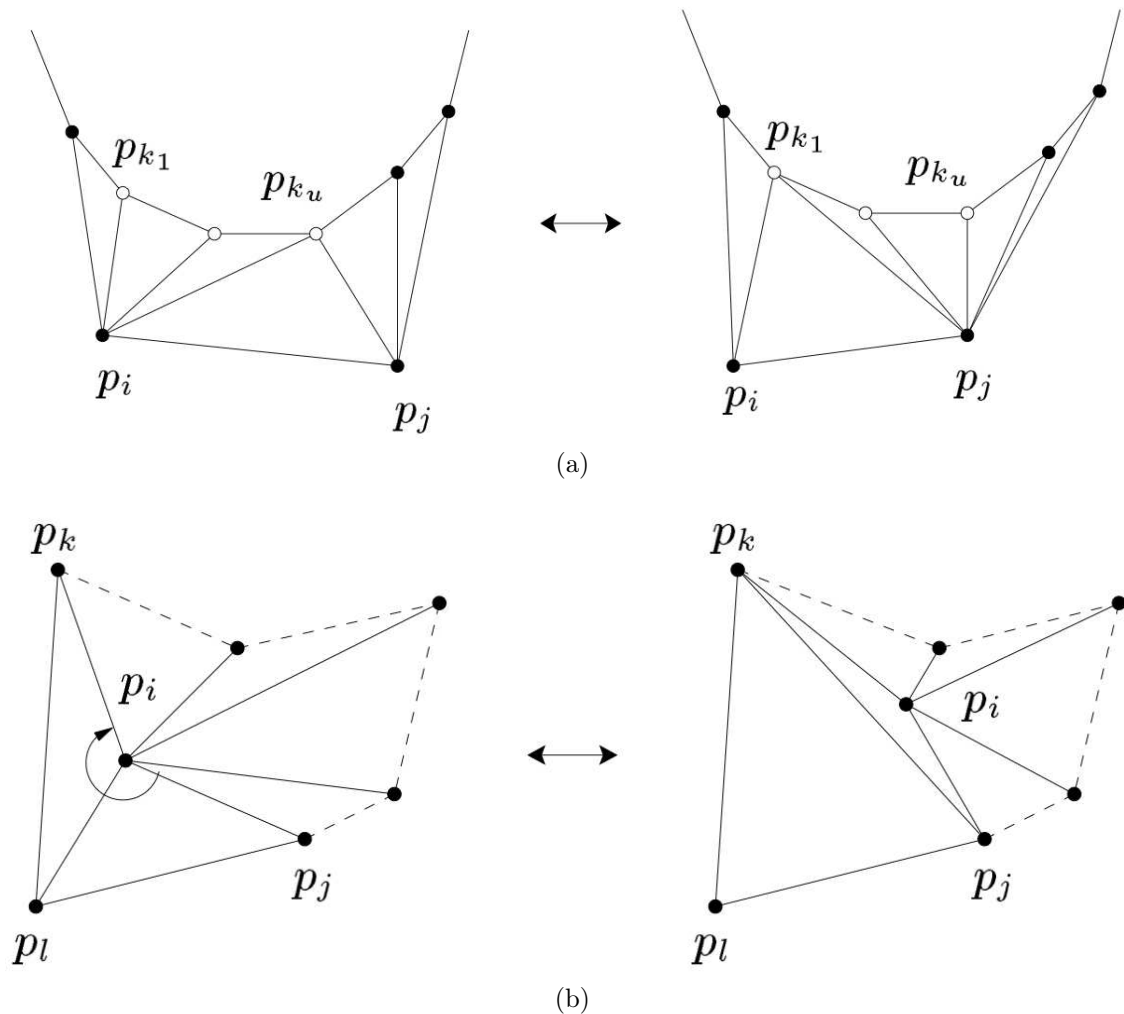 p_{k_1} p_{k_u} p_{k_1} p_{k_u}
p_i p_j p_i p_j
(a)
p_k p_k
p_i p_i
p_j p_j
p_l p_l
(b)